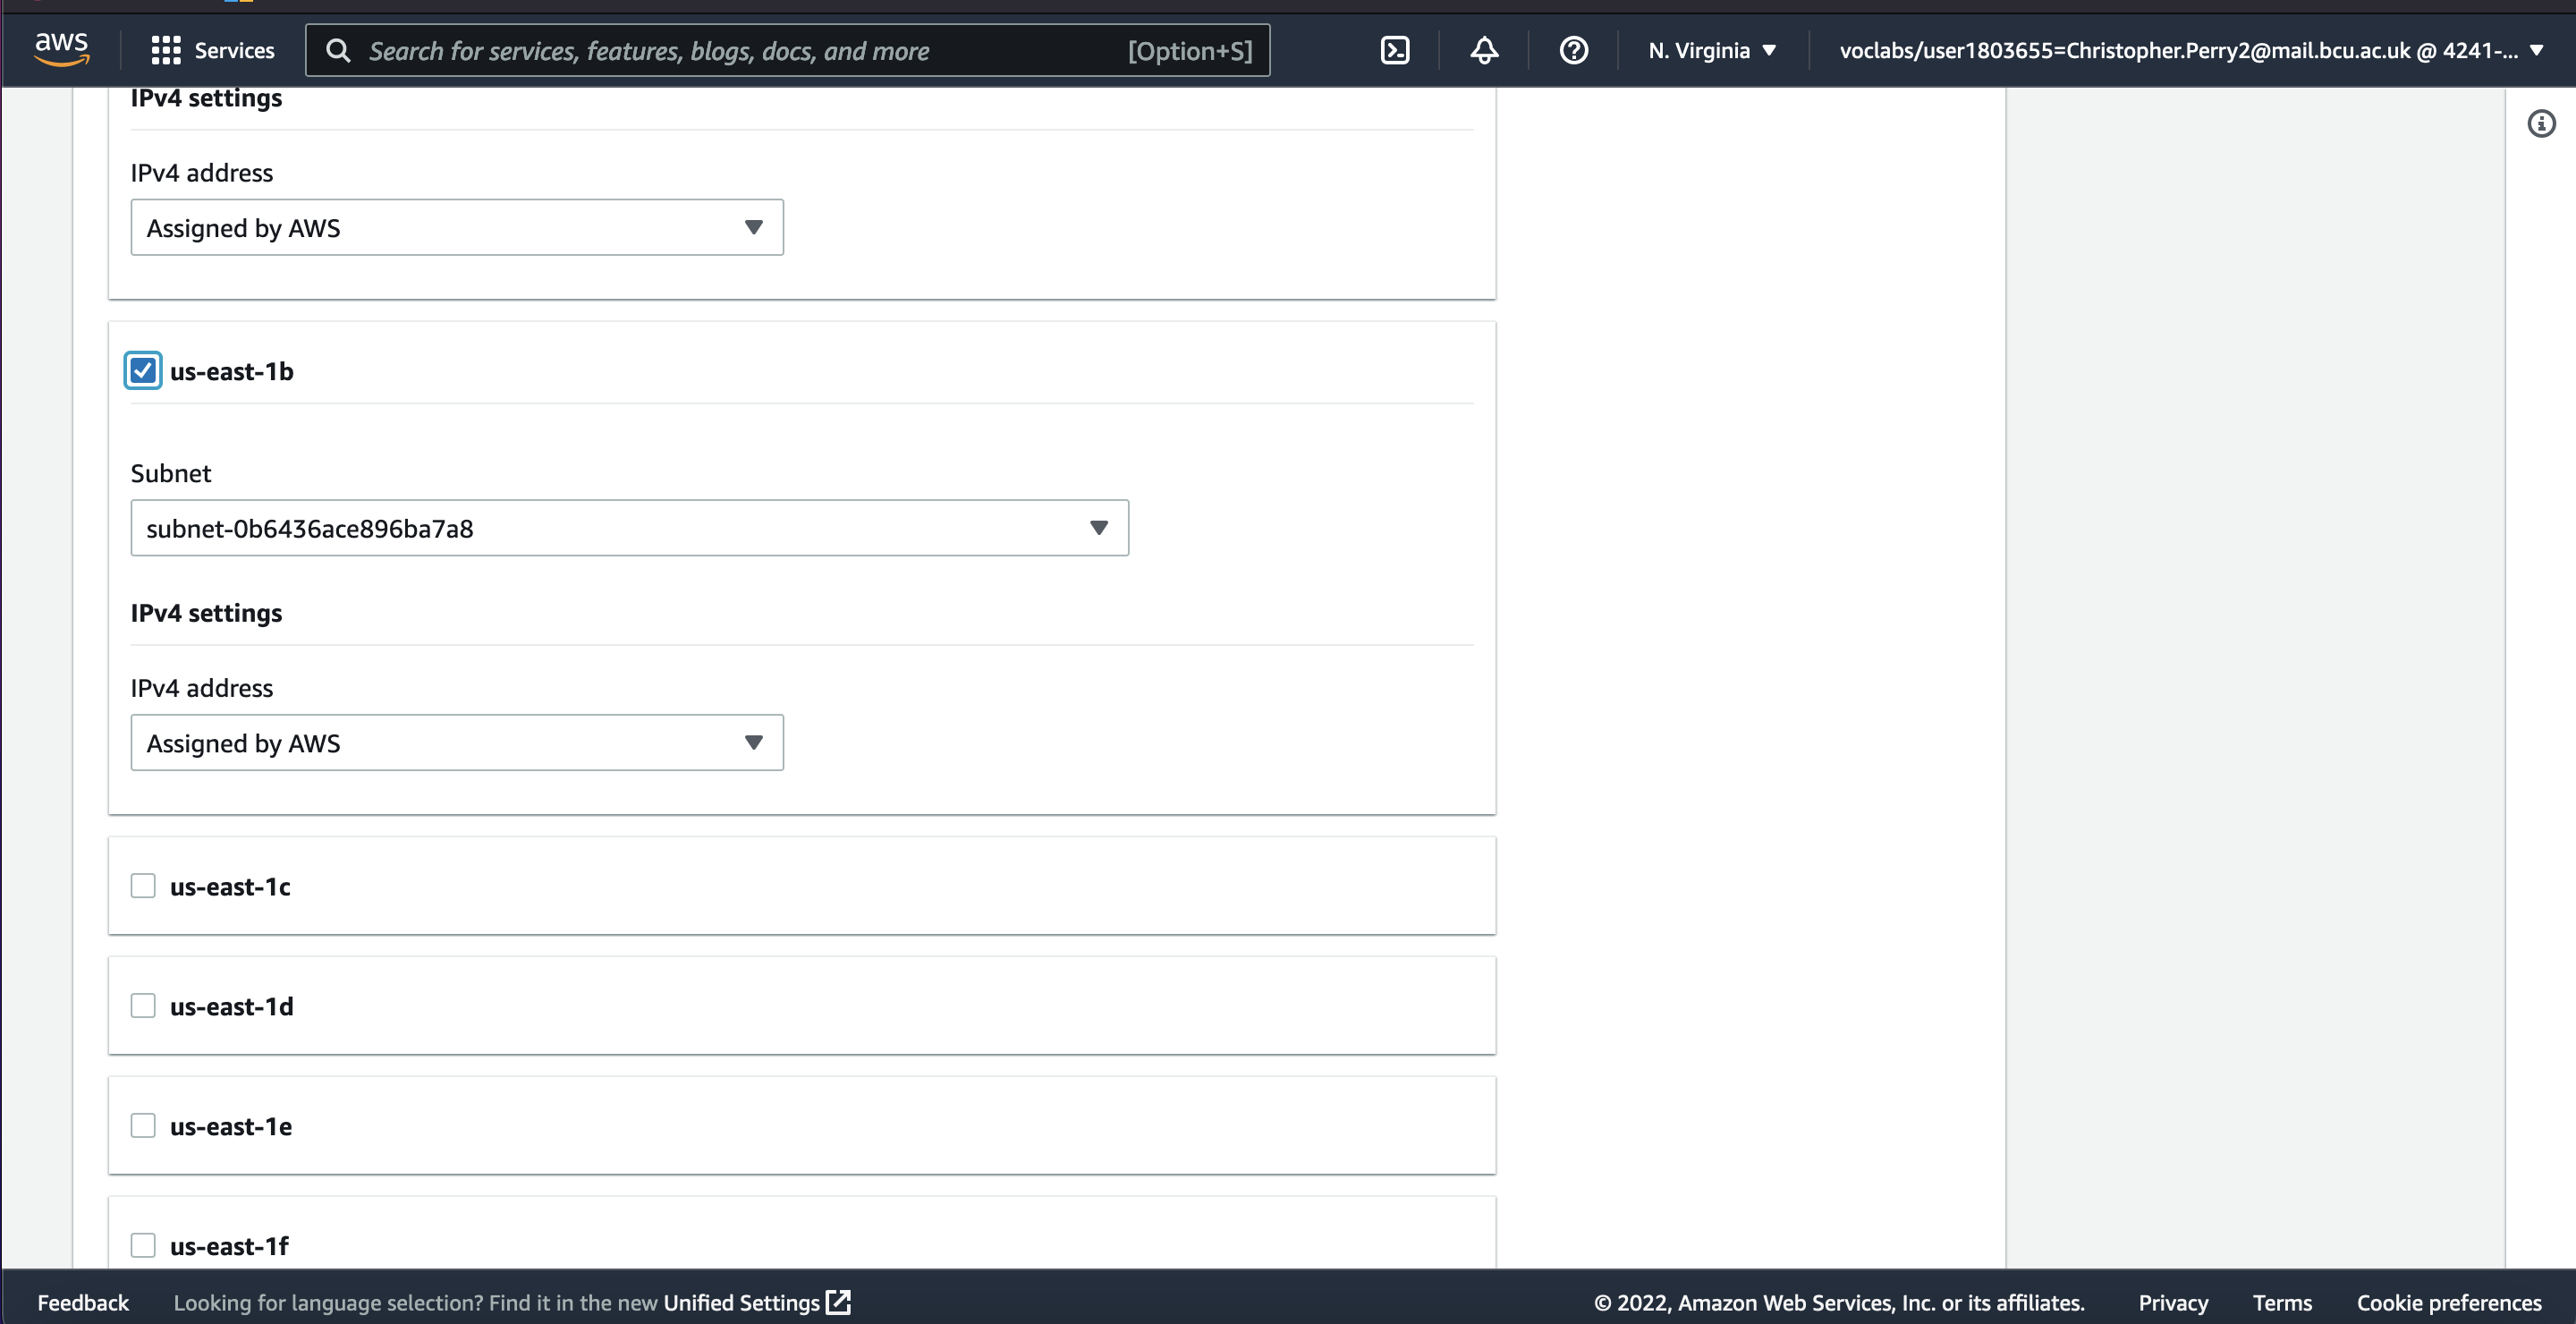 aws
Services
Search for services, features, blogs, docs, and more [Option+S]
N. Virginia
voclabs/user1803655=Christopher.Perry2@mail.bcu.ac.uk @ 4241-...
IPv4 settings
IPv4 address
Assigned by AWS
us-east-1b
Subnet
subnet-0b6436ace896ba7a8
IPv4 settings
IPv4 address
Assigned by AWS
us-east-1c
us-east-1d
us-east-1e
us-east-1f
Feedback
Looking for language selection? Find it in the new Unified Settings
© 2022, Amazon Web Services, Inc. or its affiliates.
Privacy
Terms
Cookie preferences